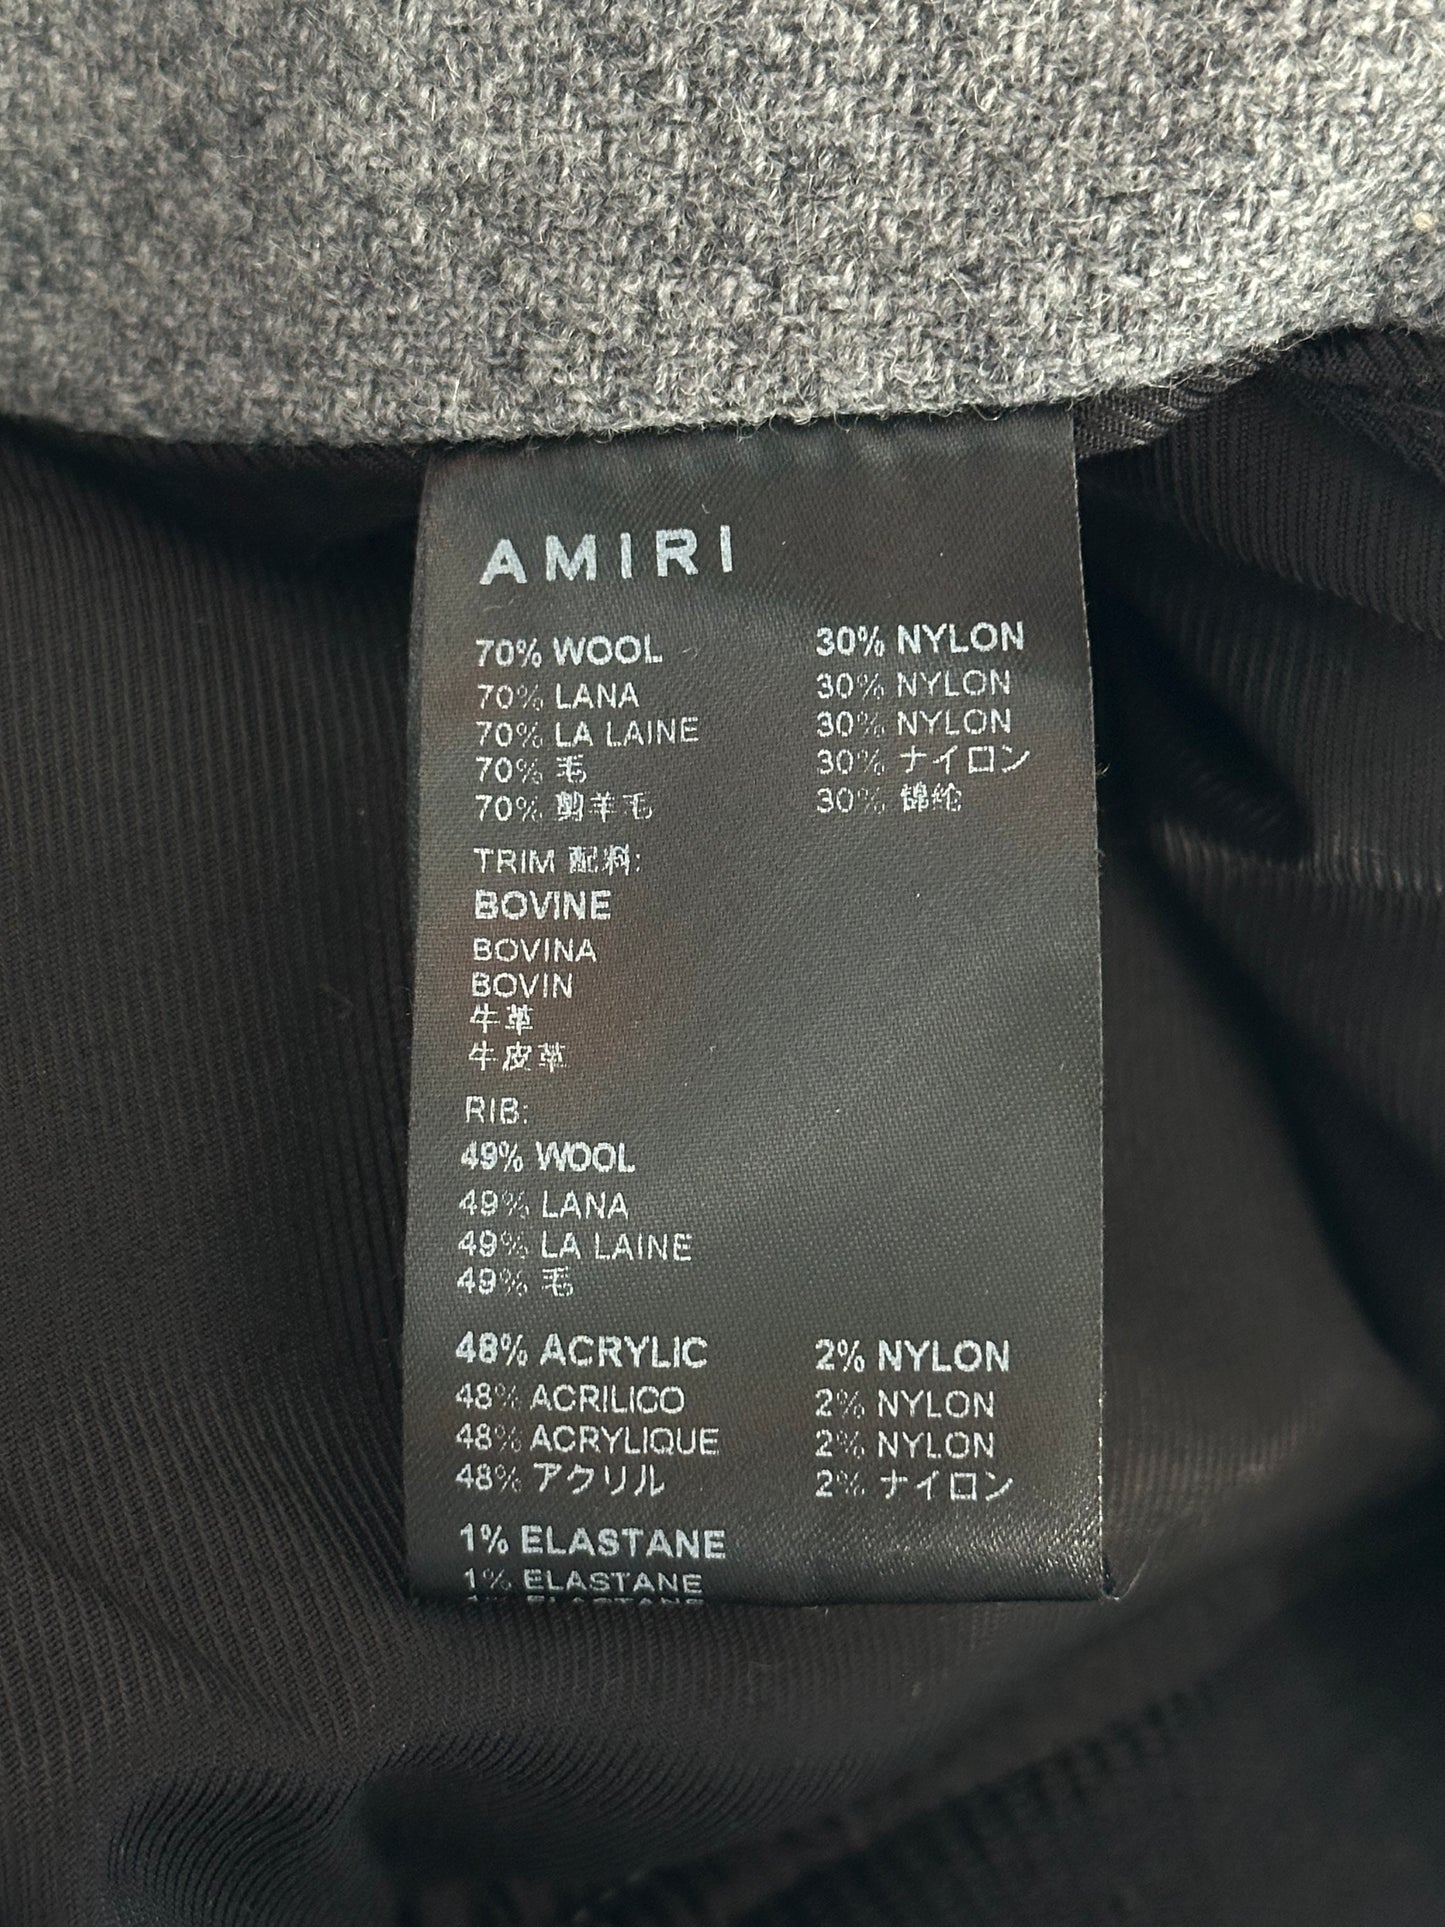 AMIRI
70% WOOL 30% NYLON
70% LANA 30% NYLON
70% LA LAINE 30% NYLON
70% 毛 30% ナイロン
70% 剪羊毛 30% 锦纶
TRIM 配料:
BOVINE
BOVINA
BOVIN
牛革
牛皮革
RIB:
49% WOOL
49% LANA
49% LA LAINE
49% 毛
48% ACRYLIC 2% NYLON
48% ACRILICO 2% NYLON
48% ACRYLIQUE 2% NYLON
48% アクリル 2% ナイロン
1% ELASTANE
1% ELASTANE